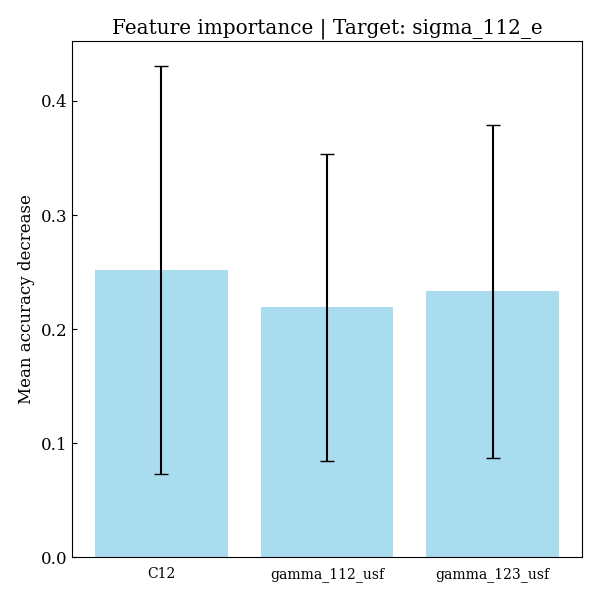 Feature importance | Target: sigma_112_e
Mean accuracy decrease
0.4
0.3
0.2
0.1
0.0
C12
gamma_112_usf
gamma_123_usf